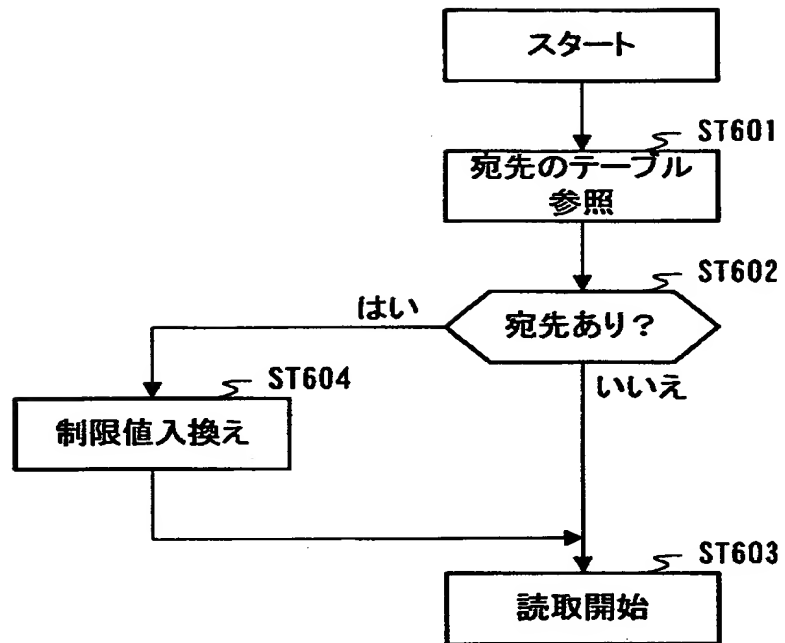 スタート
ST601
宛先のテーブル
参照
ST602
宛先あり?
はい
いいえ
ST604
制限値入換え
ST603
読取開始